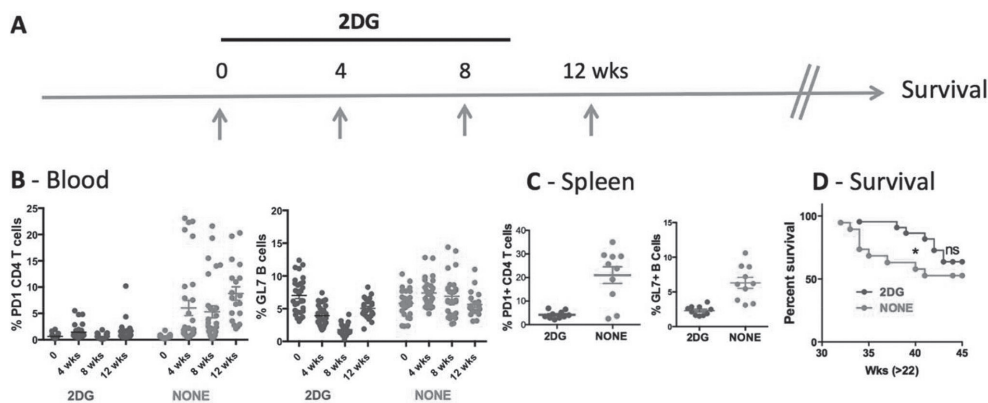 A
2DG
0 4 8 12 wks
Survival
B - Blood
% PD1 CD4 T cells
25
20
15
10
5
0
0 4 wks 8 wks 12 wks 0 4 wks 8 wks 12 wks
2DG NONE
% GL7 B cells
20
15
10
5
0
0 4 wks 8 wks 12 wks 0 4 wks 8 wks 12 wks
2DG NONE
C - Spleen
% PD1+ CD4 T cells
40
30
20
10
0
2DG NONE
% GL7+ B Cells
15
10
5
0
2DG NONE
D - Survival
Percent survival
100
50
0
* ns
2DG
NONE
30 35 40 45
Wks (>22)